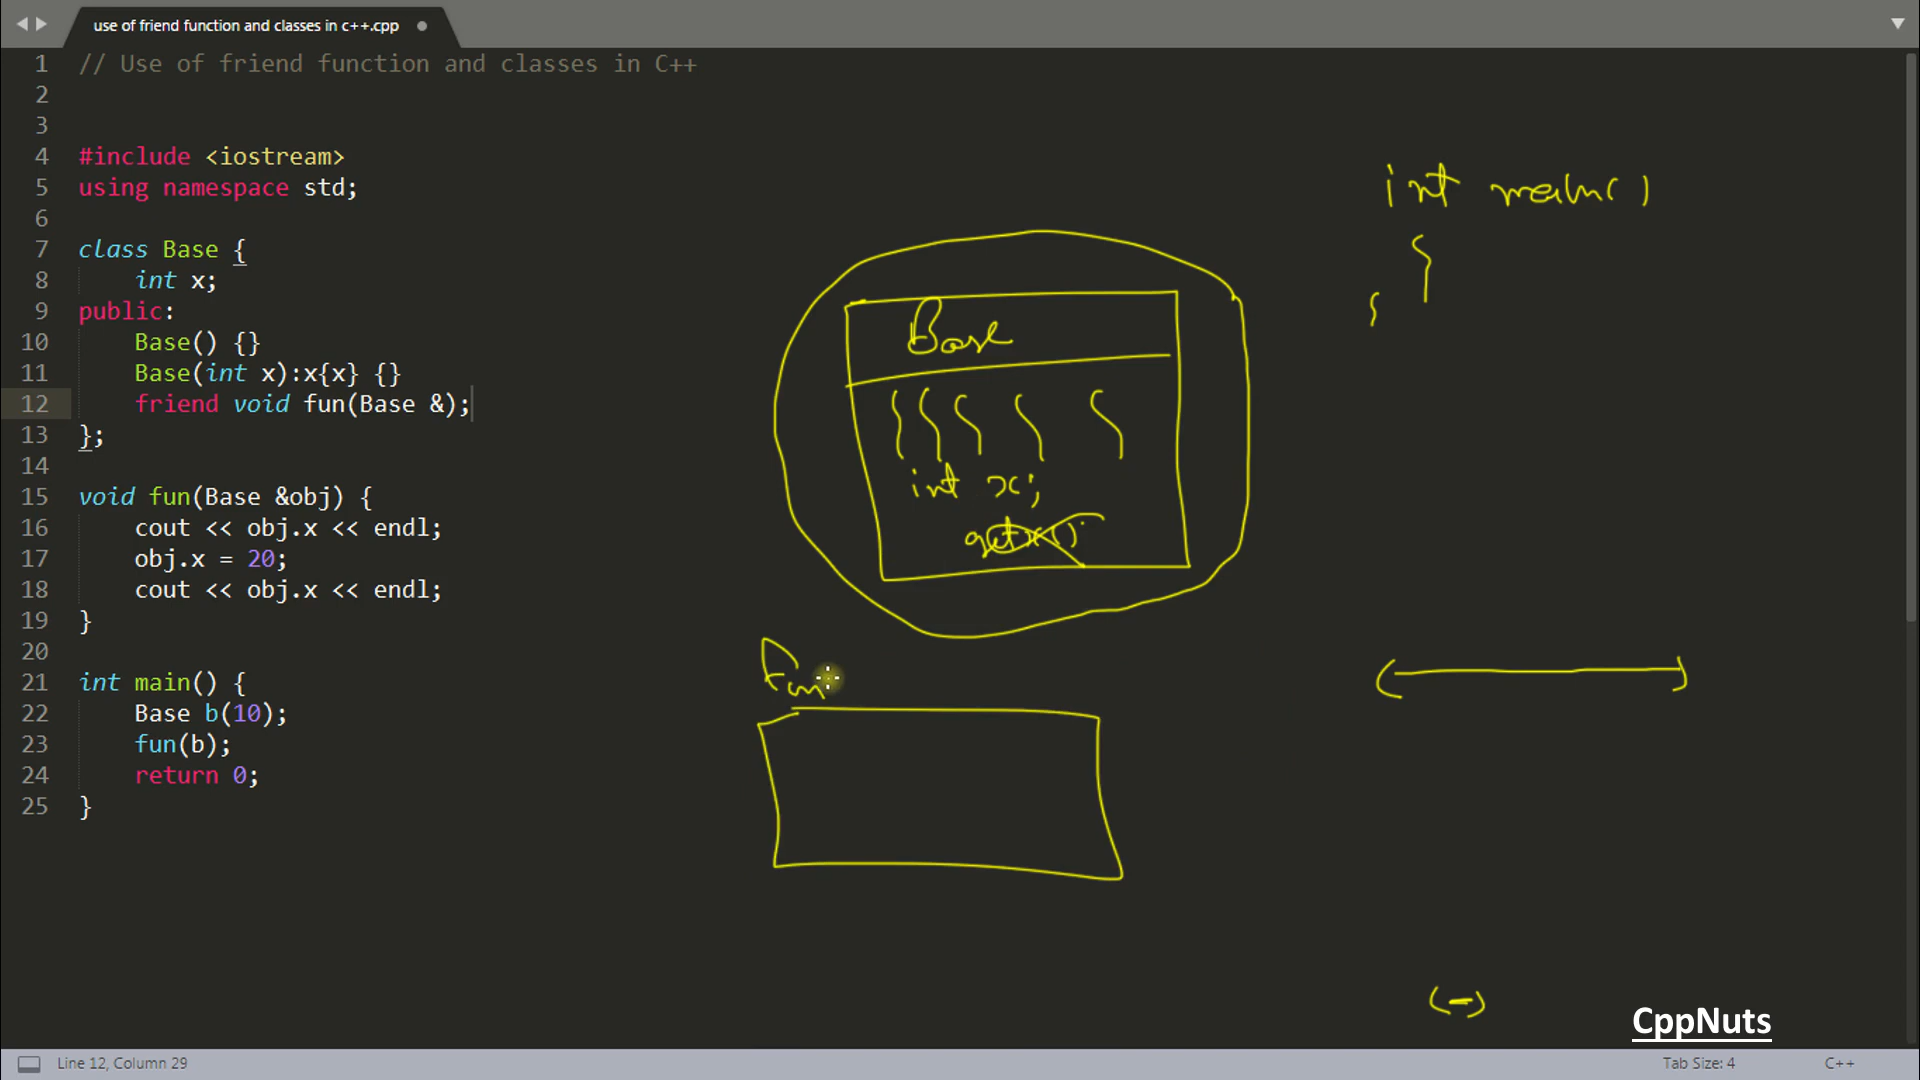 use of friend function and classes in c++.cpp
1 // Use of friend function and classes in C++
2
3
4 #include <iostream>
5 using namespace std;
6
7 class Base {
8     int x;
9 public:
10     Base() {}
11     Base(int x):x{x} {}
12     friend void fun(Base &);
13 };
14
15 void fun(Base &obj) {
16     cout << obj.x << endl;
17     obj.x = 20;
18     cout << obj.x << endl;
19 }
20
21 int main() {
22     Base b(10);
23     fun(b);
24     return 0;
25 }
int main()
Base
int x;
getx()
Fun
CppNuts
Line 12, Column 29
Tab Size: 4
C++